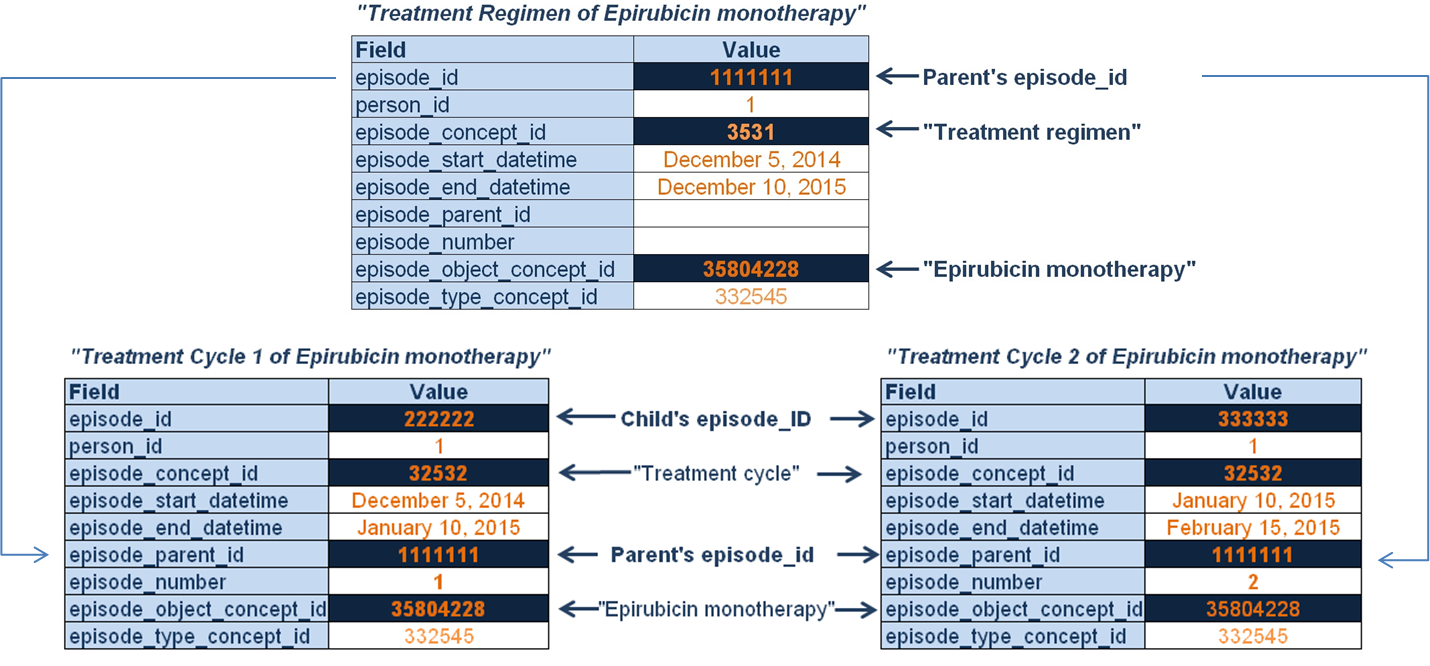 "Treatment Regimen of Epirubicin monotherapy"
Field Value
episode_id 1111111 Parent's episode_id
person_id 1
episode_concept_id 3531 "Treatment regimen"
episode_start_datetime December 5, 2014
episode_end_datetime December 10, 2015
episode_parent_id
episode_number
episode_object_concept_id 35804228 "Epirubicin monotherapy"
episode_type_concept_id 332545
"Treatment Cycle 1 of Epirubicin monotherapy" "Treatment Cycle 2 of Epirubicin monotherapy"
Field Value Field Value
episode_id 222222 Child's episode_ID episode_id 333333
person_id 1 person_id 1
episode_concept_id 32532 "Treatment cycle" episode_concept_id 32532
episode_start_datetime December 5, 2014 episode_start_datetime January 10, 2015
episode_end_datetime January 10, 2015 episode_end_datetime February 15, 2015
episode_parent_id 1111111 Parent's episode_id episode_parent_id 1111111
episode_number 1 episode_number 2
episode_object_concept_id 35804228 "Epirubicin monotherapy" episode_object_concept_id 35804228
episode_type_concept_id 332545 episode_type_concept_id 332545